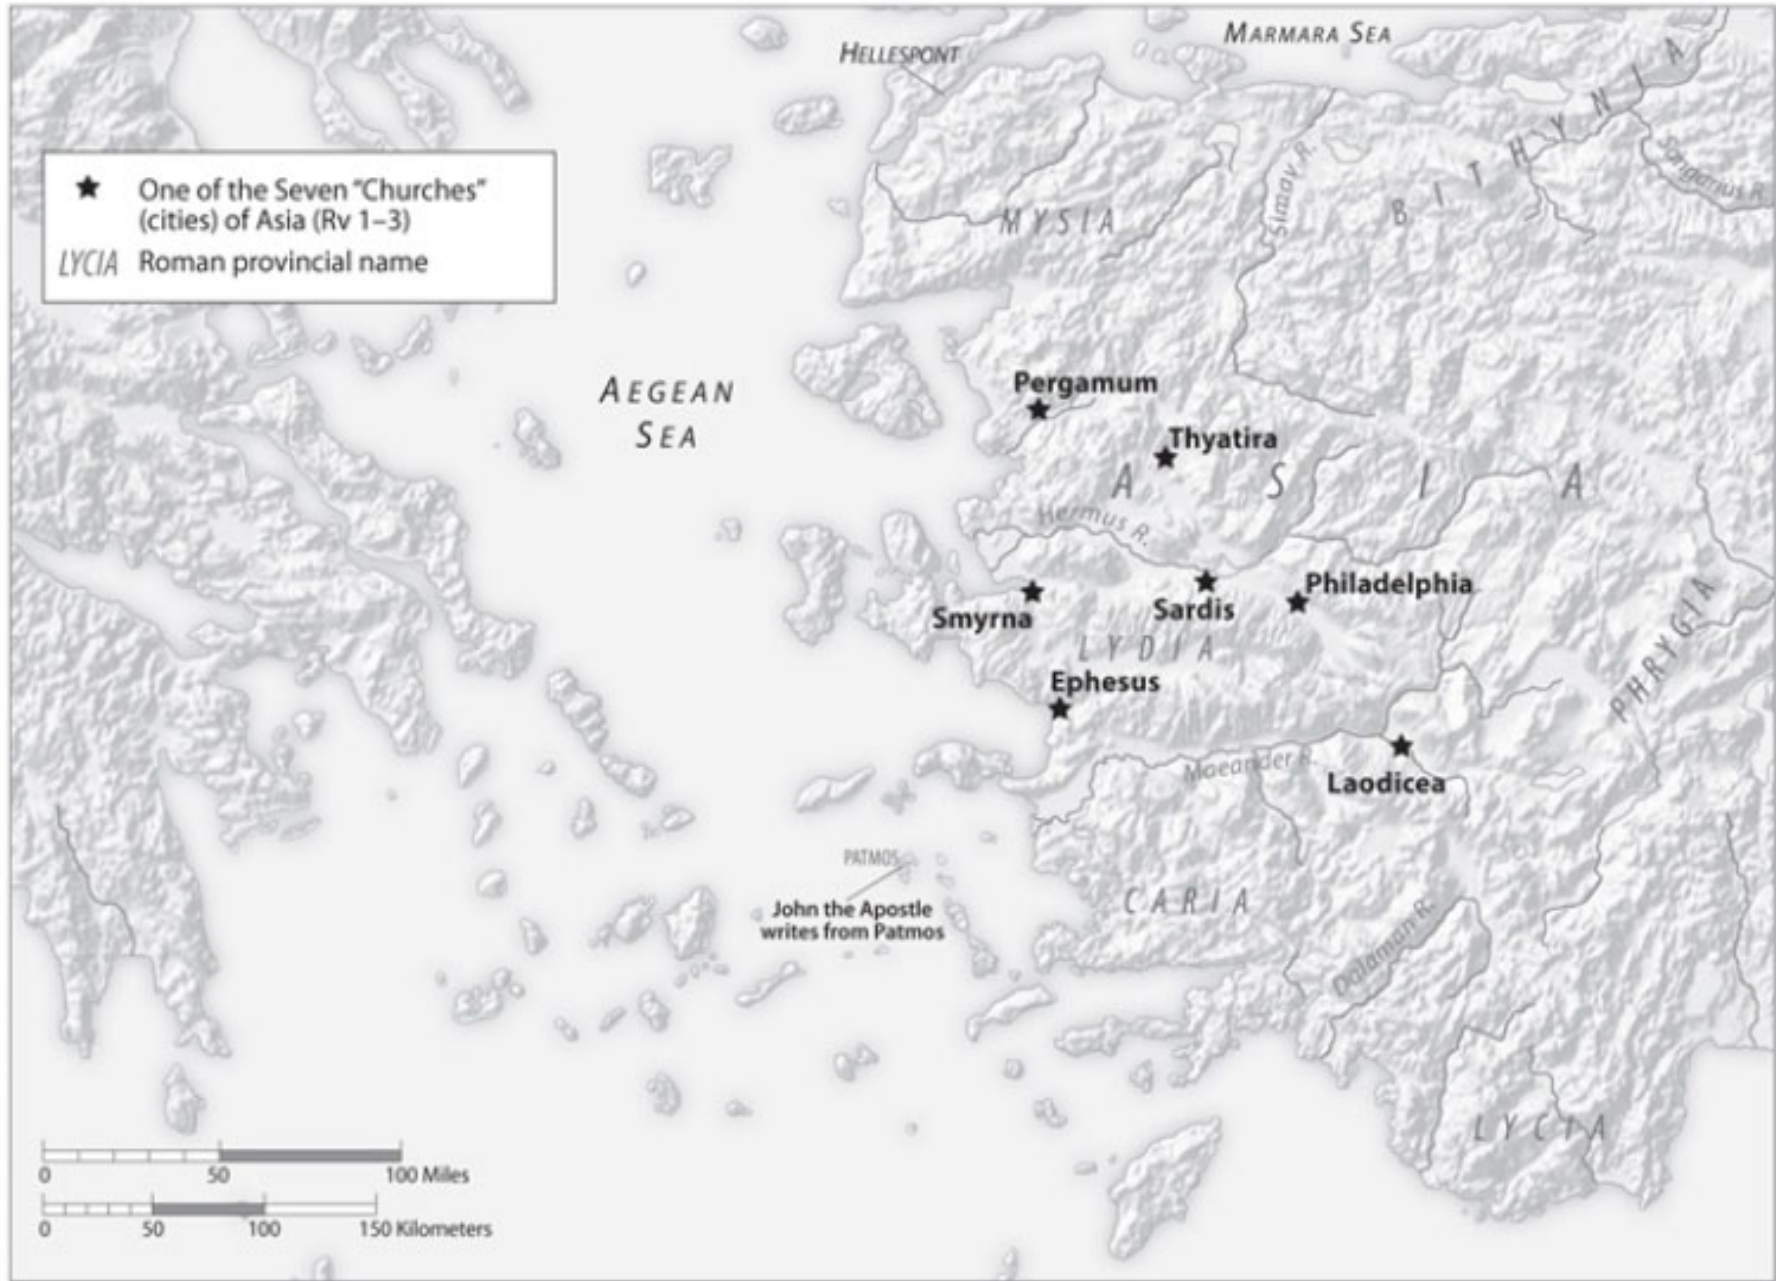 MARMARA SEA
HELLESPONT
BITHYNIA
Sangarius R.
Simav R.
★ One of the Seven “Churches”
(cities) of Asia (Rv 1–3)
LYCIA Roman provincial name
MYSIA
AEGEAN
SEA
Pergamum
Thyatira
ASIA
Hermus R.
Philadelphia
Sardis
Smyrna
LYDIA
PHRYGIA
Ephesus
Maeander R.
Laodicea
PATMOS
John the Apostle
writes from Patmos
CARIA
Dalaman R.
LYCIA
0 50 100 Miles
0 50 100 150 Kilometers